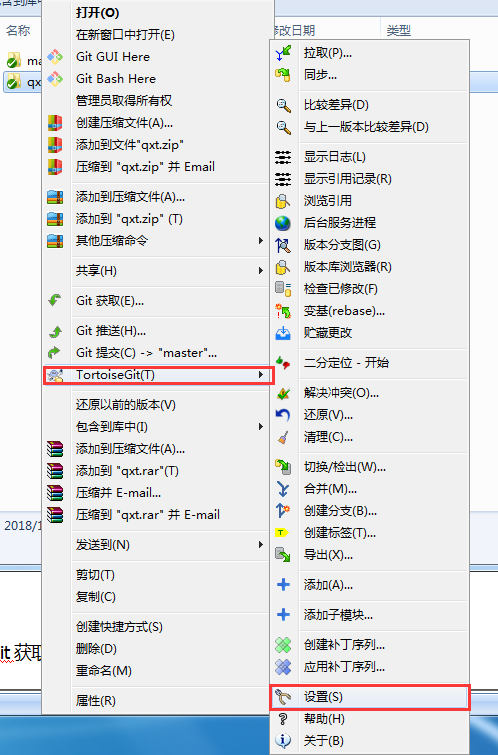 含到库中
修改日期
类型
名称
ma
qx
打开(O)
在新窗口中打开(E)
Git GUI Here
Git Bash Here
管理员取得所有权
创建压缩文件(A)...
添加到文件"qxt.zip"
压缩到 "qxt.zip" 并 Email
添加到压缩文件(A)...
添加到 "qxt.zip" (T)
其他压缩命令
共享(H)
Git 获取(E)...
Git 推送(H)...
Git 提交(C) -> "master"...
TortoiseGit(T)
还原以前的版本(V)
包含到库中(I)
添加到压缩文件(A)...
添加到 "qxt.rar"(T)
压缩并 E-mail...
压缩到 "qxt.rar" 并 E-mail
发送到(N)
剪切(T)
复制(C)
创建快捷方式(S)
删除(D)
重命名(M)
属性(R)
拉取(P)...
同步...
比较差异(D)
与上一版本比较差异(D)
显示日志(L)
显示引用记录(R)
浏览引用
后台服务进程
版本分支图(G)
版本库浏览器(R)
检查已修改(F)
变基(rebase)...
贮藏更改
二分定位 - 开始
解决冲突(O)...
还原(V)...
清理(C)...
切换/检出(W)...
合并(M)...
创建分支(B)...
创建标签(T)...
导出(X)...
添加(A)...
添加子模块...
创建补丁序列...
应用补丁序列...
设置(S)
帮助(H)
关于(B)
2018/1
it 获取